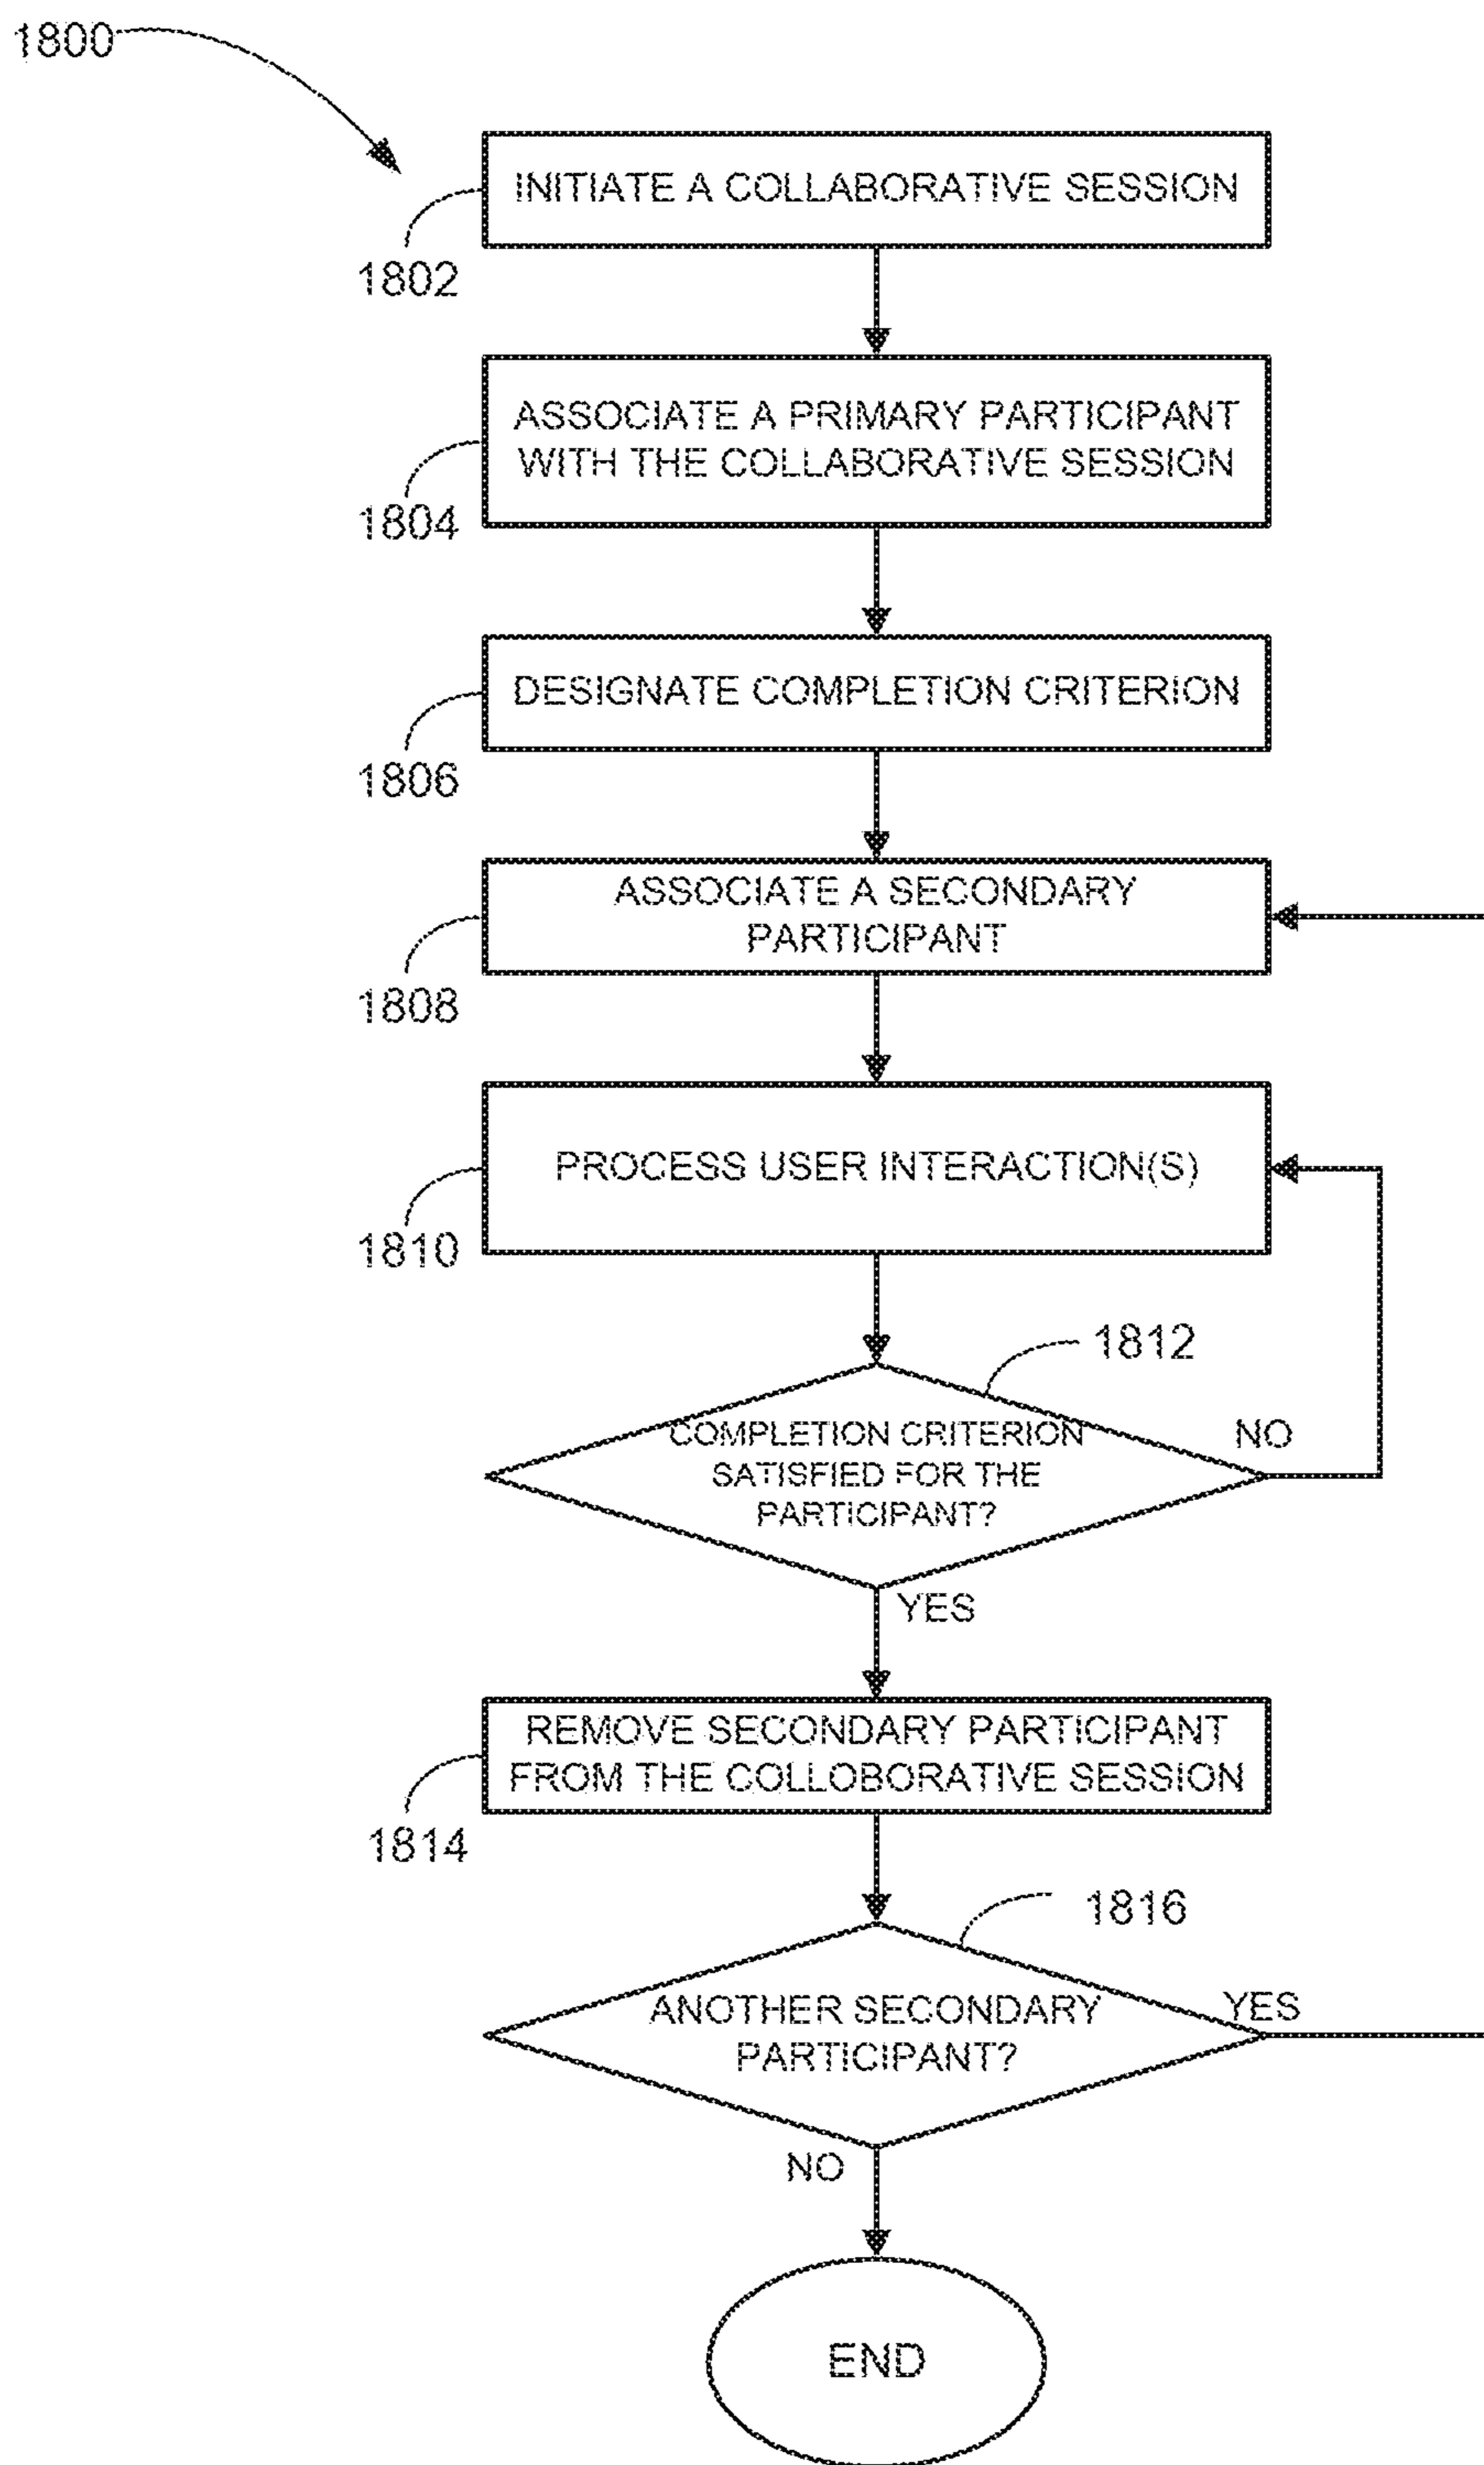 1800
INITIATE A COLLABORATIVE SESSION
1802
ASSOCIATE A PRIMARY PARTICIPANT
WITH THE COLLABORATIVE SESSION
1804
DESIGNATE COMPLETION CRITERION
1806
ASSOCIATE A SECONDARY
PARTICIPANT
1808
PROCESS USER INTERACTION(S)
1810
1812
COMPLETION CRITERION
SATISFIED FOR THE
PARTICIPANT?
NO
YES
REMOVE SECONDARY PARTICIPANT
FROM THE COLLOBORATIVE SESSION
1814
1816
ANOTHER SECONDARY
PARTICIPANT?
YES
NO
END